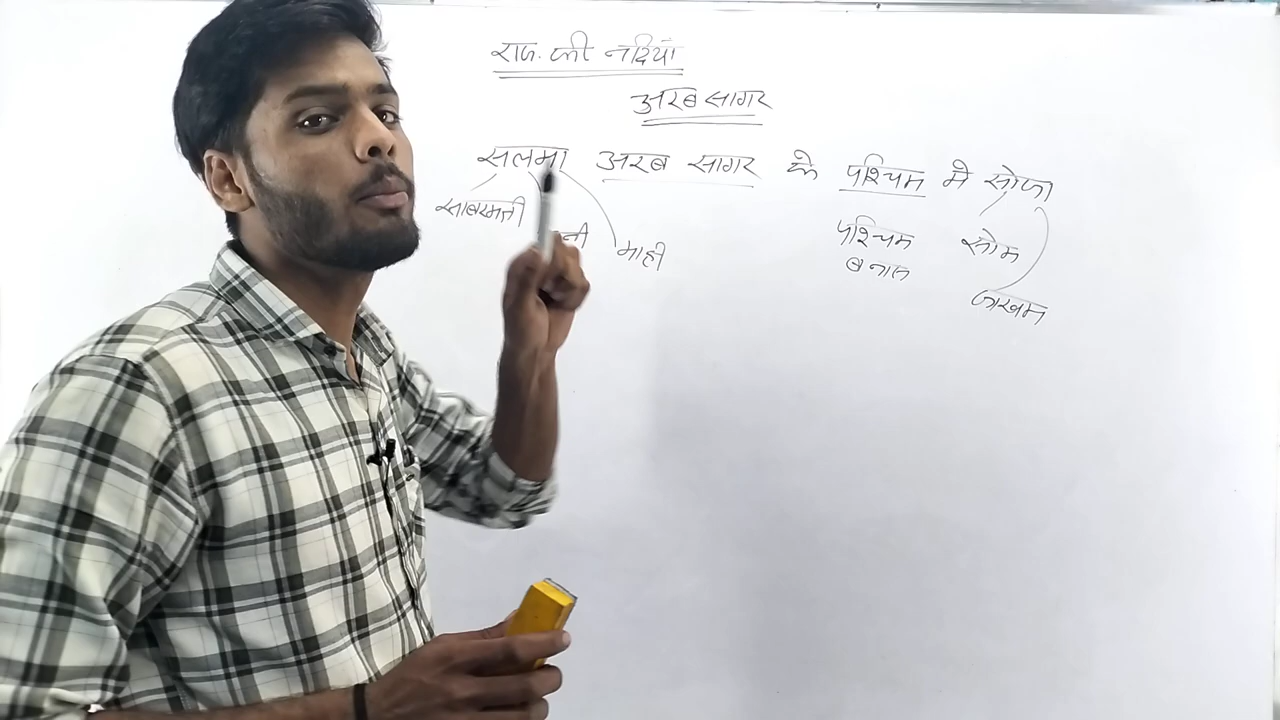 राज. की नदियां
अरब सागर
सलमा अरब सागर के पश्चिम मे सोजा
साबरमती
माही
पश्चिम
बनास
सोम
जाखम